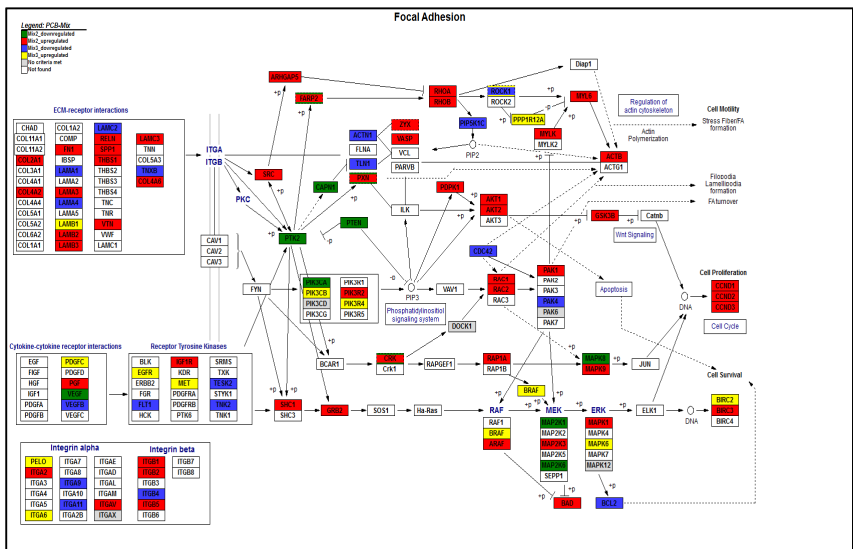 Focal Adhesion
Legend: PCB-Mix
Mix2_downregulated
Mix2_upregulated
Mix3_downregulated
Mix3_upregulated
No criteria met
Not found
ECM-receptor interactions
CHAD COL1A2 LAMC2
COL11A1 COMP RELN LAMC3
COL11A2 FN1 SPP1 TNN
COL2A1 IBSP THBS1 COL5A3
COL3A1 LAMA1 THBS2 TNXB
COL4A1 LAMA2 THBS3 COL4A6
COL4A2 LAMA3 THBS4
COL4A4 LAMA4 TNC
COL5A1 LAMA5 TNR
COL5A2 LAMB1 VTN
COL6A2 LAMB2 VWF
COL1A1 LAMB3 LAMC1
ITGA
ITGB
PKC
CAV1
CAV2
CAV3
FYN
ARHGAP5
FARP2
SRC
CAPN1
PTK2
PTEN
ACTN1
FLNA
TLN1
PXN
ZYX
VASP
VCL
PARVB
ILK
RHOA
RHOB
PIP5K1C
PIP2
ROCK1
ROCK2
PPP1R12A
Diap1
MYL6
MYLK
MYLK2
ACTB
ACTG1
Actin
Polymerization
Regulation of
actin cytoskeleton
Cell Motility
Stress Fiber/FA
formation
Filopodia
Lamellipodia
formation
FA turnover
PDPK1
AKT1
AKT2
AKT3
GSK3B
Catnb
Wnt Signaling
CDC42
RAC1
RAC2
RAC3
PAK1
PAK2
PAK3
PAK4
PAK6
PAK7
PIK3CA PIK3R1
PIK3CB PIK3R2
PIK3CD PIK3R4
PIK3CG PIK3R5
PIP3
VAV1
Phosphatidylinositol
signaling system
DOCK1
Apoptosis
DNA
Cell Proliferation
CCND1
CCND2
CCND3
Cell Cycle
BCAR1
CRK
Crk1
RAPGEF1
RAP1A
RAP1B
BRAF
MAPK8
MAPK9
JUN
Cell Survival
BIRC2
BIRC3
BIRC4
Cytokine-cytokine receptor interactions
EGF PDGFC
FIGF PDGFD
HGF PGF
IGF1 VEGF
PDGFA VEGFB
PDGFB VEGFC
Receptor Tyrosine Kinases
BLK IGF1R SRMS
EGFR KDR TXK
ERBB2 MET TESK2
FGR PDGFRA STYK1
FLT1 PDGFRB TNK2
HCK PTK6 TNK1
SHC1
SHC3
GRB2
SOS1
Ha-Ras
RAF
RAF1
BRAF
ARAF
MEK
MAP2K1
MAP2K2
MAP2K3
MAP2K5
MAP2K6
SEPP1
ERK
MAPK1
MAPK4
MAPK6
MAPK7
MAPK12
ELK1
DNA
BAD
BCL2
Integrin alpha
PELO ITGA7 ITGAE
ITGA2 ITGA8 ITGAD
ITGA3 ITGA9 ITGAL
ITGA4 ITGA10 ITGAM
ITGA5 ITGA11 ITGAV
ITGA6 ITGA2B ITGAX
Integrin beta
ITGB1 ITGB7
ITGB2 ITGB8
ITGB3
ITGB4
ITGB5
ITGB6